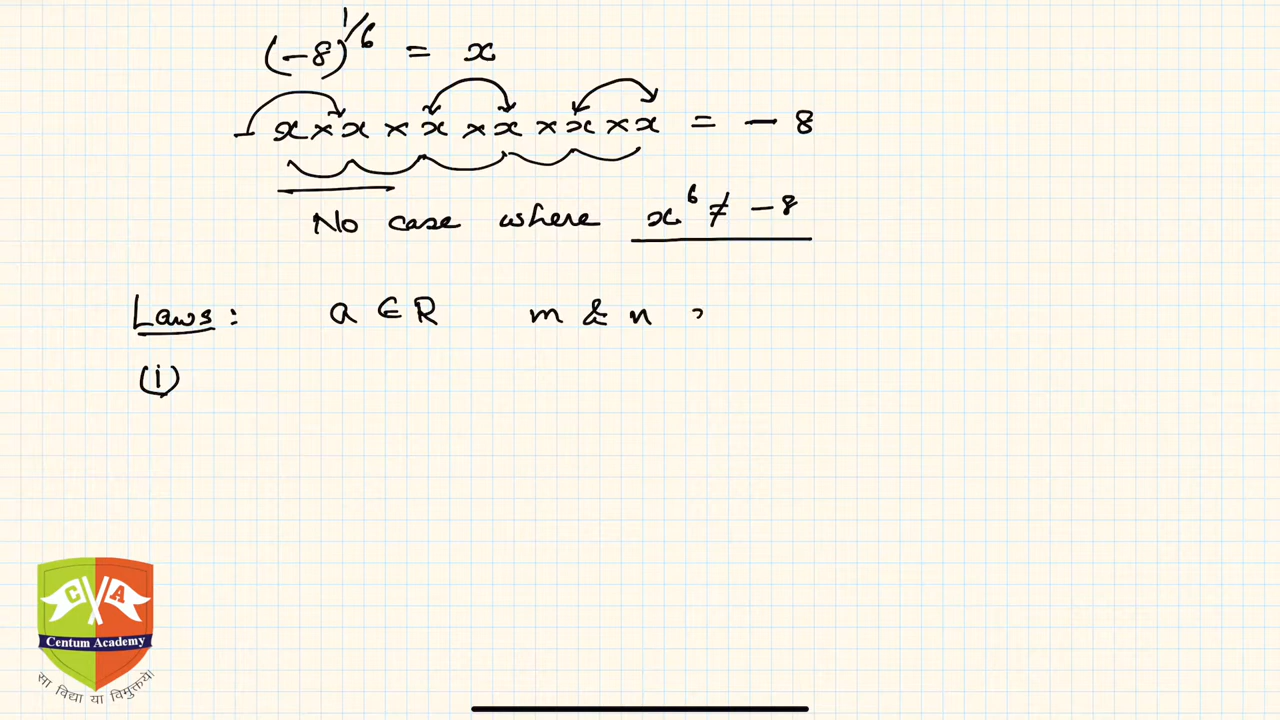 (-8)^1/6 = x
x × x × x × x × x × x = - 8
No case where x^6 ≠ -8
Laws : a ∈ R m & n
(i)
C A
Centum Academy
सा विद्या या विमुक्तये।